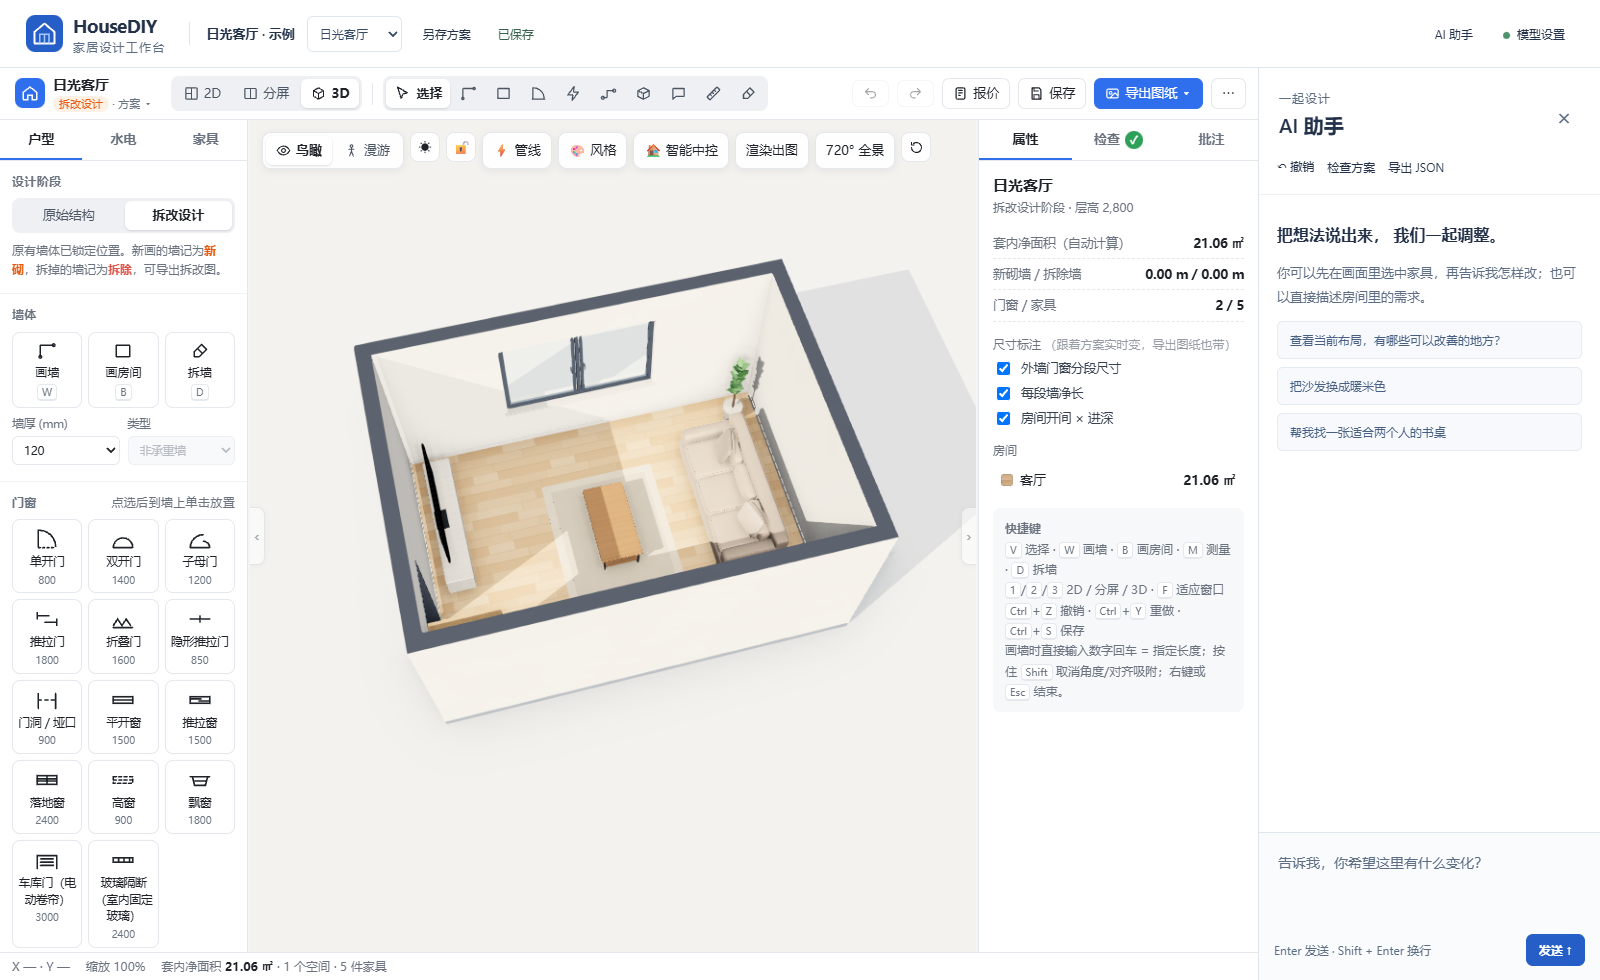 HouseDIY
家居设计工作台
日光客厅 · 示例
日光客厅
另存方案
已保存
AI 助手
模型设置
日光客厅
拆改设计 · 方案
2D
分屏
3D
选择
报价
保存
导出图纸
···
户型
水电
家具
设计阶段
原始结构
拆改设计
原有墙体已锁定位置。新画的墙记为新
砌，拆掉的墙记为拆除，可导出拆改图。
墙体
画墙
W
画房间
B
拆墙
D
墙厚 (mm)
类型
120
非承重墙
门窗
点选后到墙上单击放置
单开门
800
双开门
1400
子母门
1200
推拉门
1800
折叠门
1600
隐形推拉门
850
门洞 / 垭口
900
平开窗
1500
推拉窗
1500
落地窗
2400
高窗
900
飘窗
1800
车库门（电
动卷帘）
3000
玻璃隔断
（室内固定
玻璃）
2400
鸟瞰
漫游
管线
风格
智能中控
渲染出图
720° 全景
属性
检查
批注
日光客厅
拆改设计阶段 · 层高 2,800
套内净面积（自动计算） 21.06 ㎡
新砌墙 / 拆除墙 0.00 m / 0.00 m
门窗 / 家具 2 / 5
尺寸标注 （跟着方案实时变，导出图纸也带）
外墙门窗分段尺寸
每段墙净长
房间开间 × 进深
房间
客厅 21.06 ㎡
快捷键
V 选择 · W 画墙 · B 画房间 · M 测量
· D 拆墙
1 / 2 / 3 2D / 分屏 / 3D · F 适应窗口
Ctrl + Z 撤销 · Ctrl + Y 重做 ·
Ctrl + S 保存
画墙时直接输入数字回车 = 指定长度；按
住 Shift 取消角度/对齐吸附；右键或
Esc 结束。
一起设计
AI 助手
撤销
检查方案
导出 JSON
把想法说出来， 我们一起调整。
你可以先在画面里选中家具，再告诉我怎样改；也可
以直接描述房间里的需求。
查看当前布局，有哪些可以改善的地方？
把沙发换成暖米色
帮我找一张适合两个人的书桌
告诉我，你希望这里有什么变化？
Enter 发送 · Shift + Enter 换行
发送 ↑
X — · Y —
缩放 100%
套内净面积 21.06 ㎡ · 1 个空间 · 5 件家具